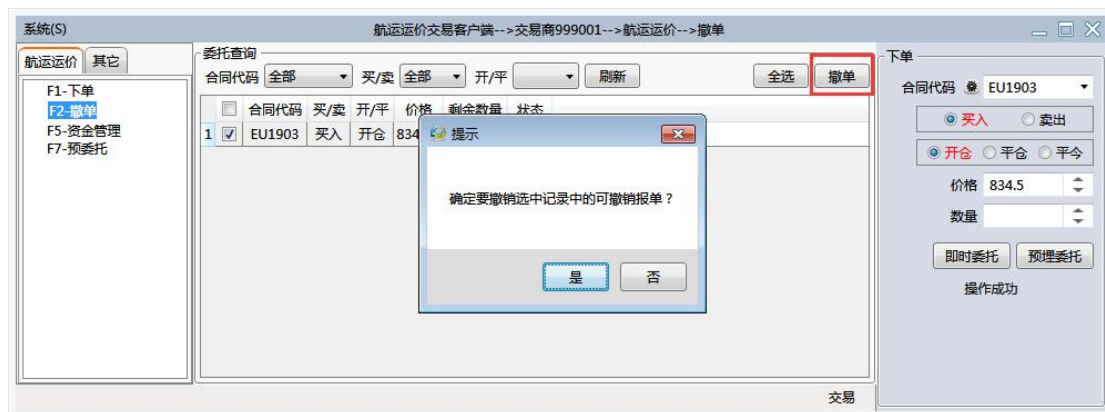 系统(S) 航运运价交易客户端-->交易商999001-->航运运价-->撤单
航运运价 其它
F1-下单
F2-撤单
F5-资金管理
F7-预委托
委托查询
合同代码 全部 买/卖 全部 开/平 刷新 全选 撤单
合同代码 买/卖 开/平 价格 剩余数量 状态
1 EU1903 买入 开仓 834
提示
确定要撤销选中记录中的可撤销报单？
是 否
下单
合同代码 EU1903
买入 卖出
开仓 平仓 平今
价格 834.5
数量
即时委托 预埋委托
操作成功
交易